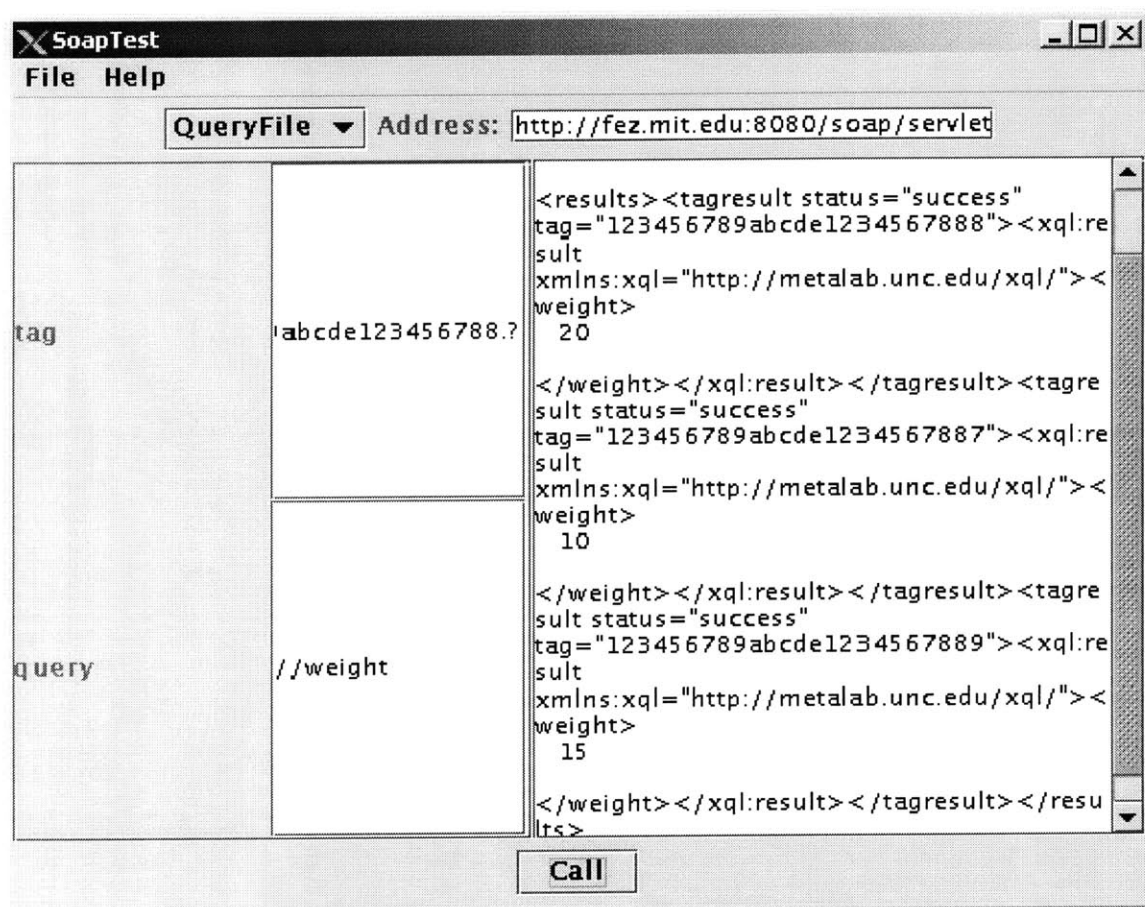 SoapTest
File Help
QueryFile Address: http://fez.mit.edu:8080/soap/servlet
tag
abcde123456788.?
query
//weight
<results><tagresult status="success"
tag="123456789abcde1234567888"><xql:re
sult
xmlns:xql="http://metalab.unc.edu/xql/"><
weight>
20
</weight></xql:result></tagresult><tagre
sult status="success"
tag="123456789abcde1234567887"><xql:re
sult
xmlns:xql="http://metalab.unc.edu/xql/"><
weight>
10
</weight></xql:result></tagresult><tagre
sult status="success"
tag="123456789abcde1234567889"><xql:re
sult
xmlns:xql="http://metalab.unc.edu/xql/"><
weight>
15
</weight></xql:result></tagresult></resu
lts>
Call